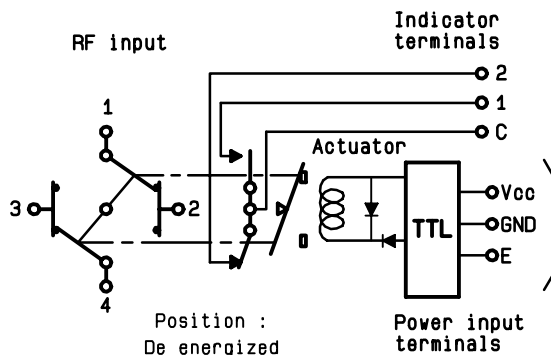 RF input
Indicator
terminals
2
1
C
Actuator
1
3
2
4
TTL
Vcc
GND
E
Position :
De energized
Power input
terminals